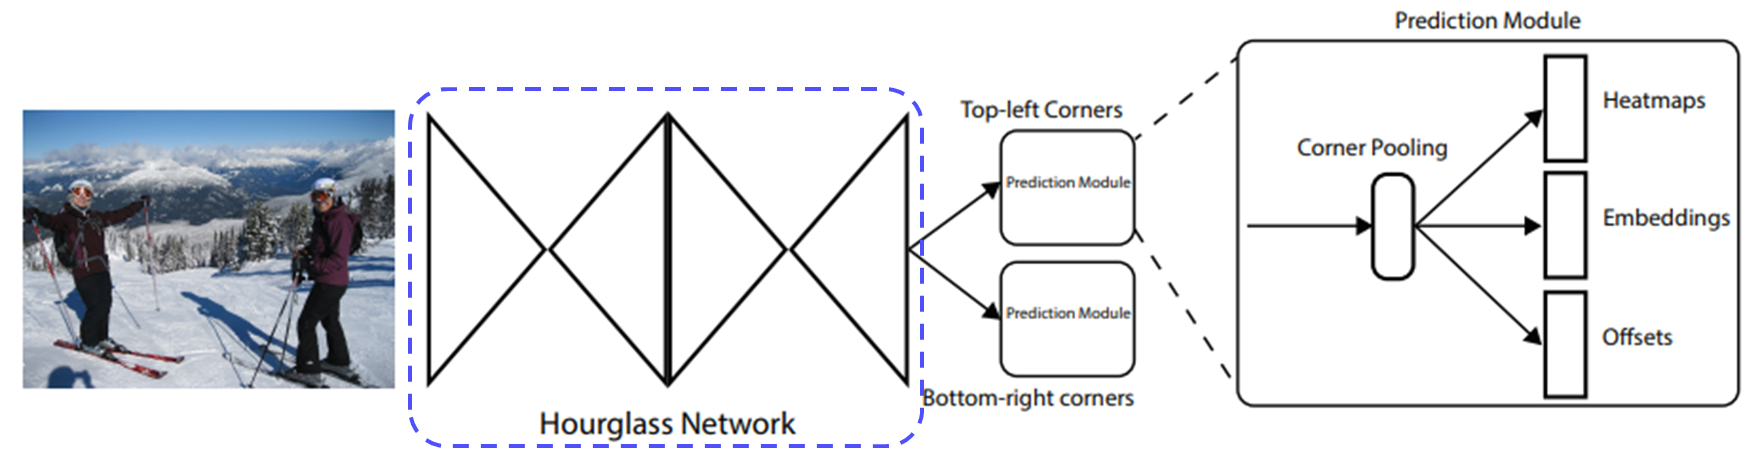 Prediction Module
Top-left Corners
Heatmaps
Corner Pooling
Prediction Module
Embeddings
Prediction Module
Offsets
Bottom-right corners
Hourglass Network